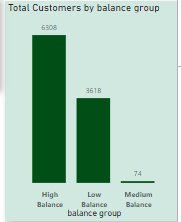 Total Customers by balance group
6308
3618
74
High Balance
Low Balance
Medium Balance
balance group